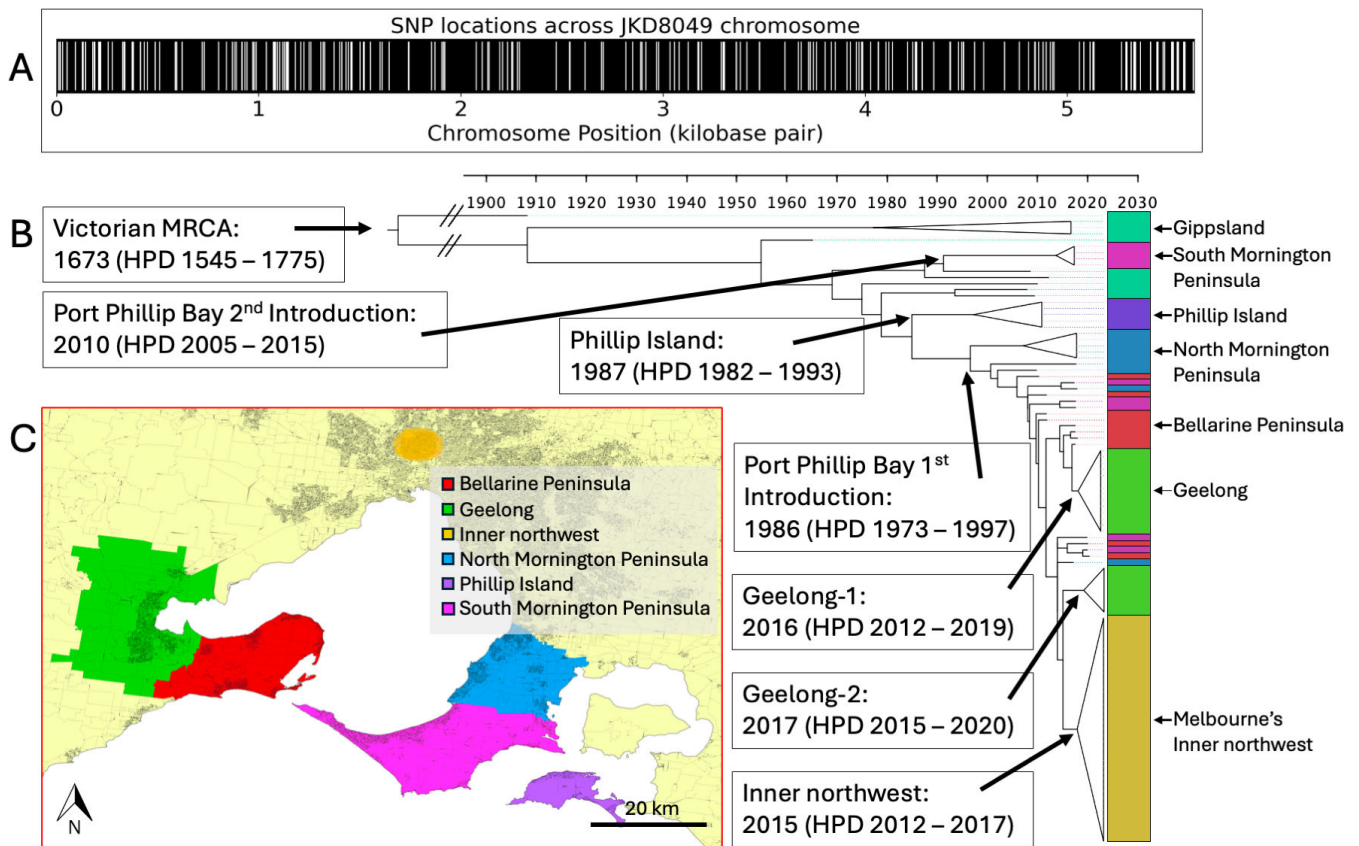 A
SNP locations across JKD8049 chromosome
0 1 2 3 4 5
Chromosome Position (kilobase pair)
B
1900 1910 1920 1930 1940 1950 1960 1970 1980 1990 2000 2010 2020 2030
Victorian MRCA:
1673 (HPD 1545 – 1775)
Port Phillip Bay 2nd Introduction:
2010 (HPD 2005 – 2015)
Phillip Island:
1987 (HPD 1982 – 1993)
Port Phillip Bay 1st
Introduction:
1986 (HPD 1973 – 1997)
Geelong-1:
2016 (HPD 2012 – 2019)
Geelong-2:
2017 (HPD 2015 – 2020)
Inner northwest:
2015 (HPD 2012 – 2017)
Gippsland
South Mornington
Peninsula
Phillip Island
North Mornington
Peninsula
Bellarine Peninsula
Geelong
Melbourne's
Inner northwest
C
Bellarine Peninsula
Geelong
Inner northwest
North Mornington Peninsula
Phillip Island
South Mornington Peninsula
N
20 km